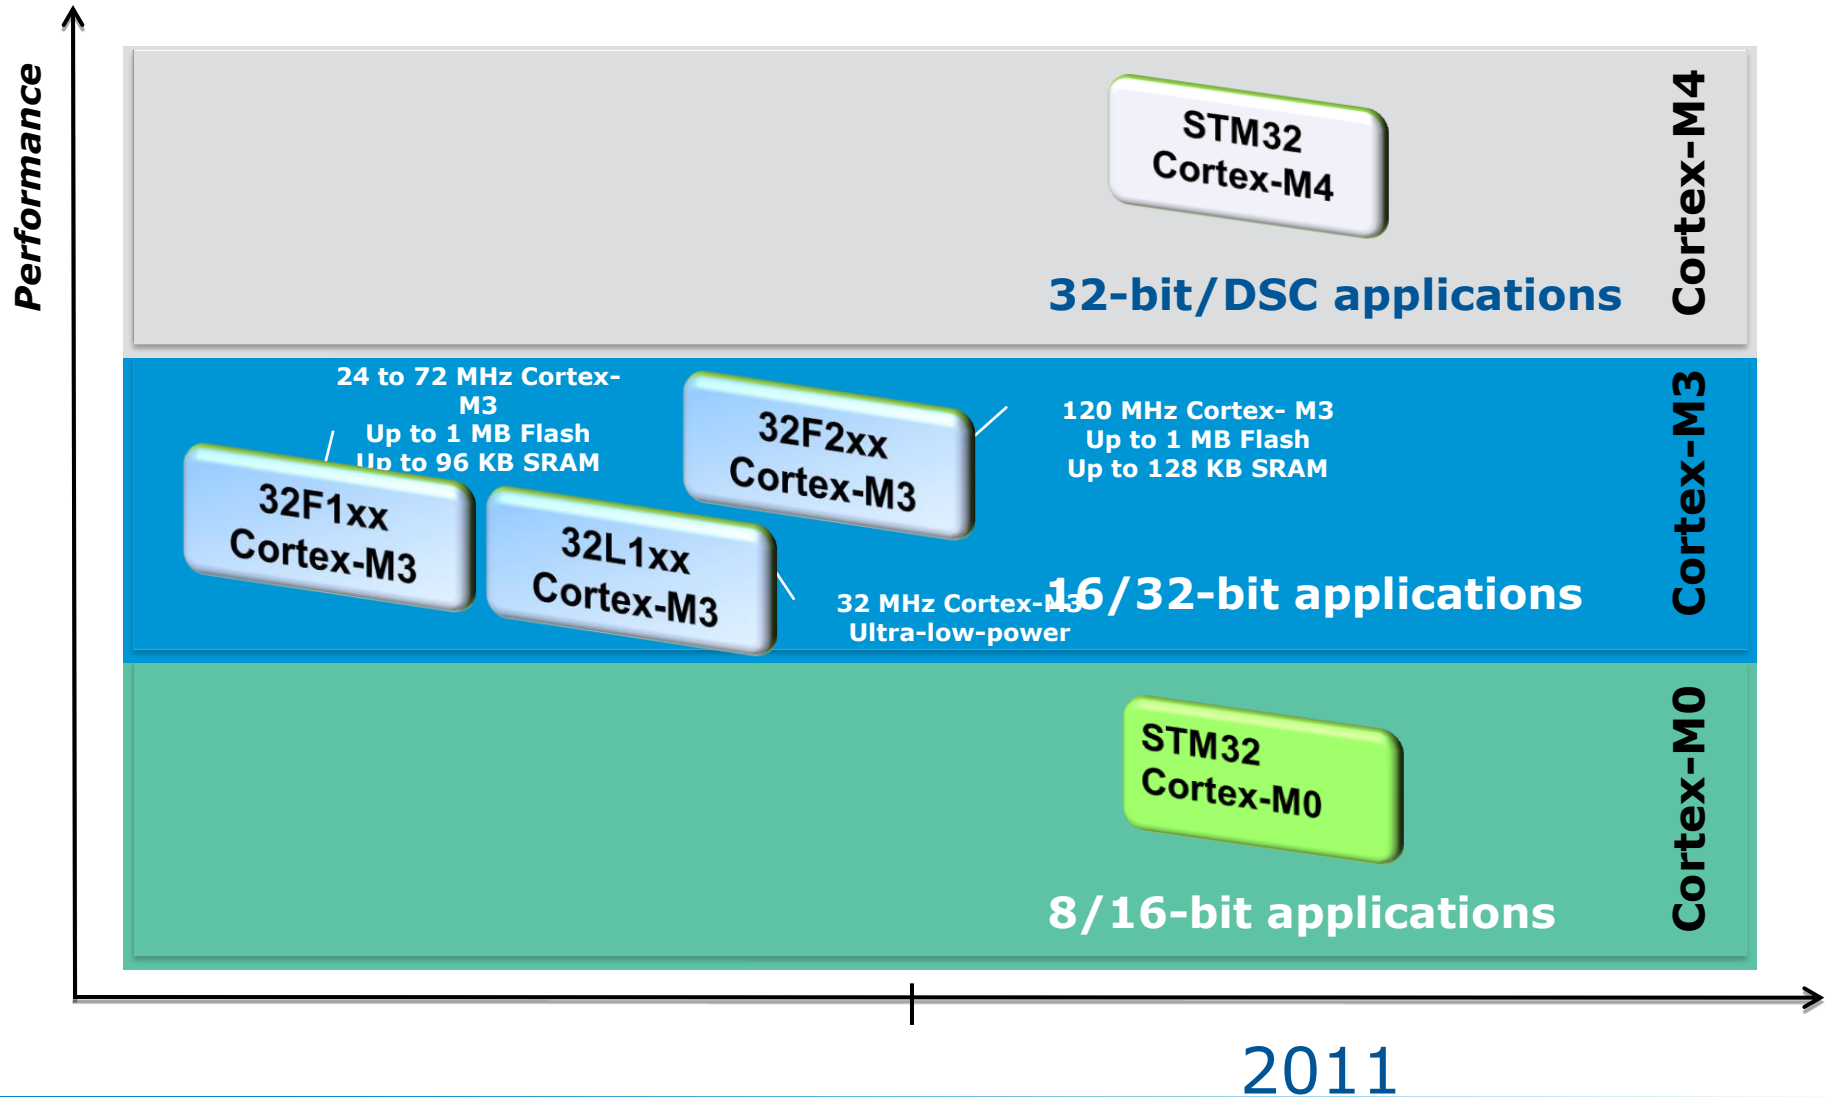 Performance
STM32
Cortex-M4
32-bit/DSC applications
Cortex-M4
24 to 72 MHz Cortex-
M3
Up to 1 MB Flash
Up to 96 KB SRAM
32F1xx
Cortex-M3
32L1xx
Cortex-M3
32F2xx
Cortex-M3
120 MHz Cortex- M3
Up to 1 MB Flash
Up to 128 KB SRAM
32 MHz Cortex-M3
Ultra-low-power
16/32-bit applications
Cortex-M3
STM32
Cortex-M0
8/16-bit applications
Cortex-M0
2011